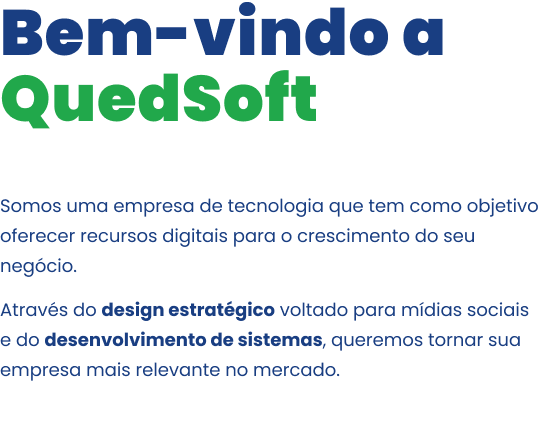 Bem-vindo a
QuedSoft
Somos uma empresa de tecnologia que tem como objetivo
oferecer recursos digitais para o crescimento do seu
negócio.
Através do design estratégico voltado para mídias sociais
e do desenvolvimento de sistemas, queremos tornar sua
empresa mais relevante no mercado.